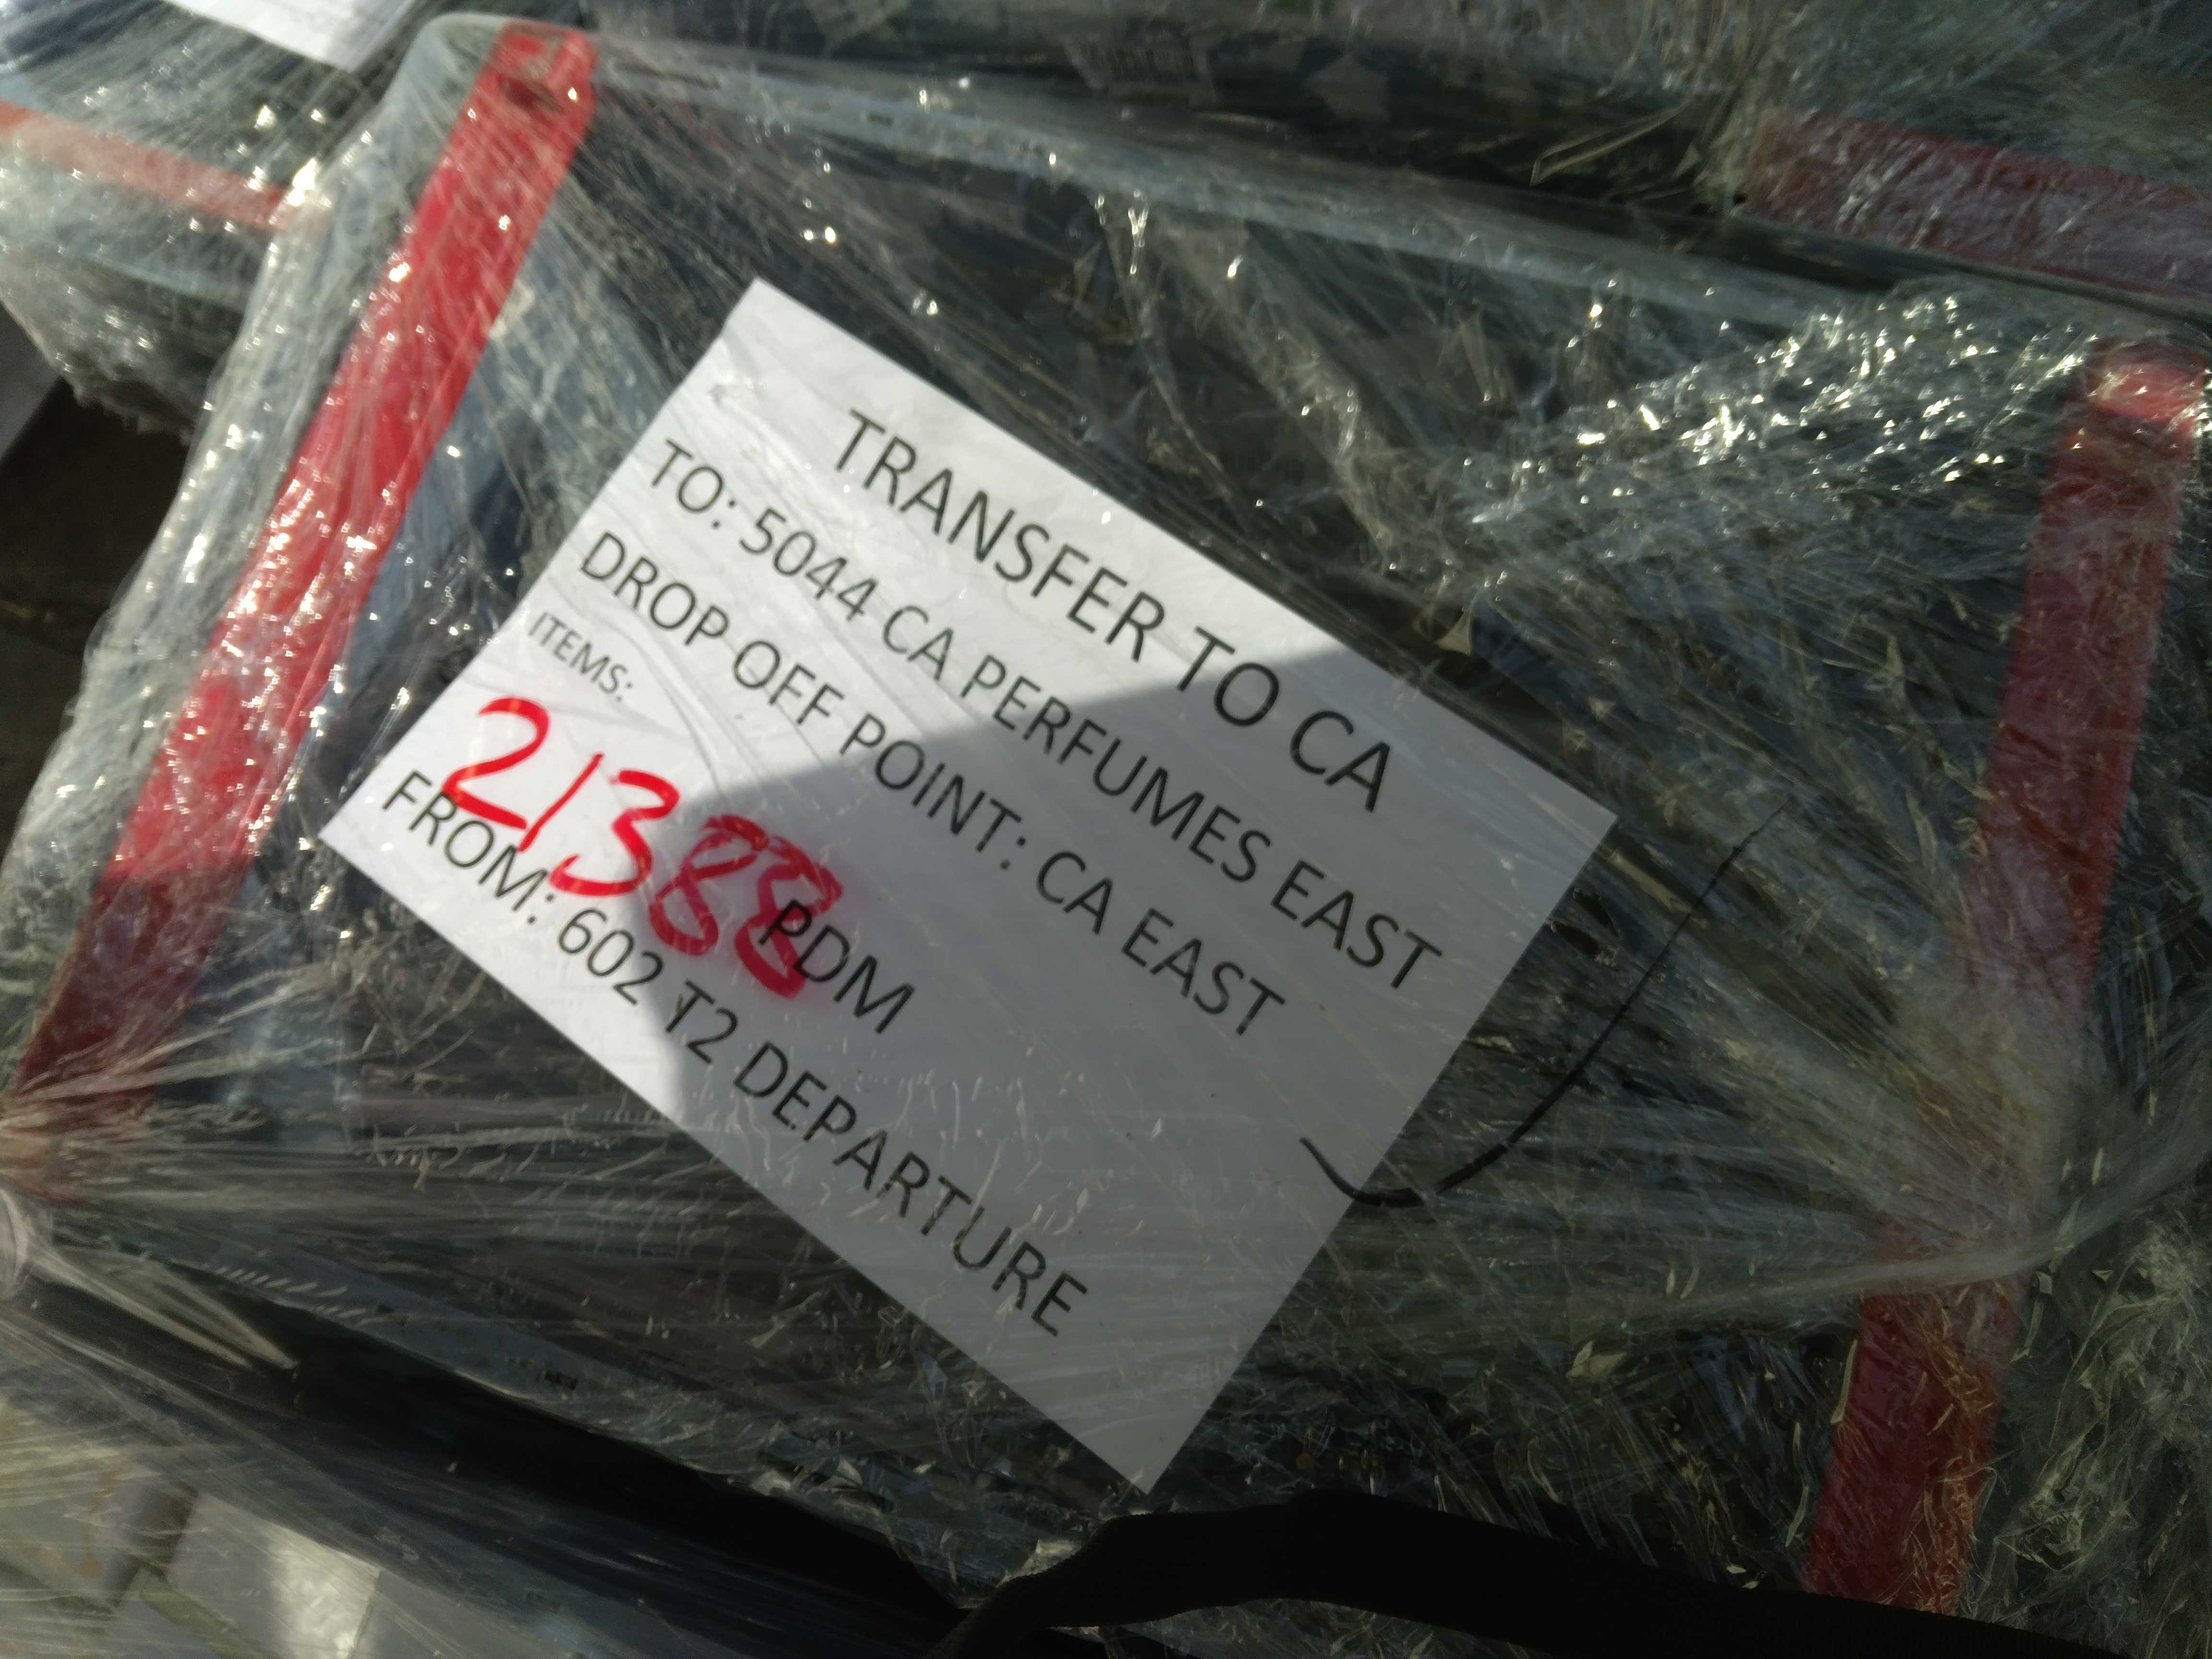 TRANSFER TO CA
TO: 5044 CA PERFUMES EAST
DROP OFF POINT: CA EAST
ITEMS:
21388 PDM
FROM: 602 T2 DEPARTURE